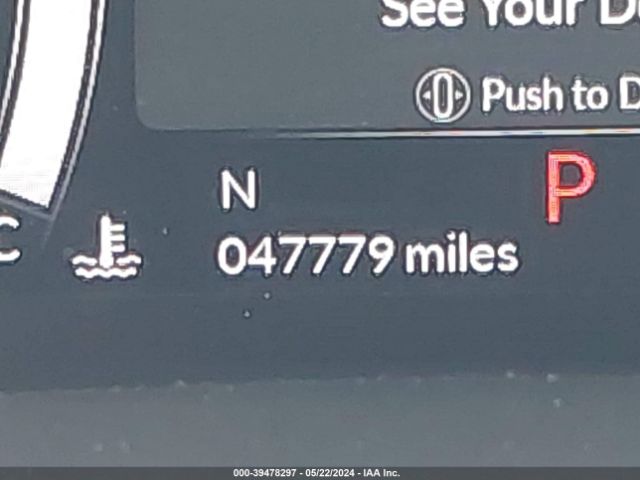 See Your
Push to
N
P
C
047779 miles
000-39478297 - 05/22/2024 - IAA Inc.